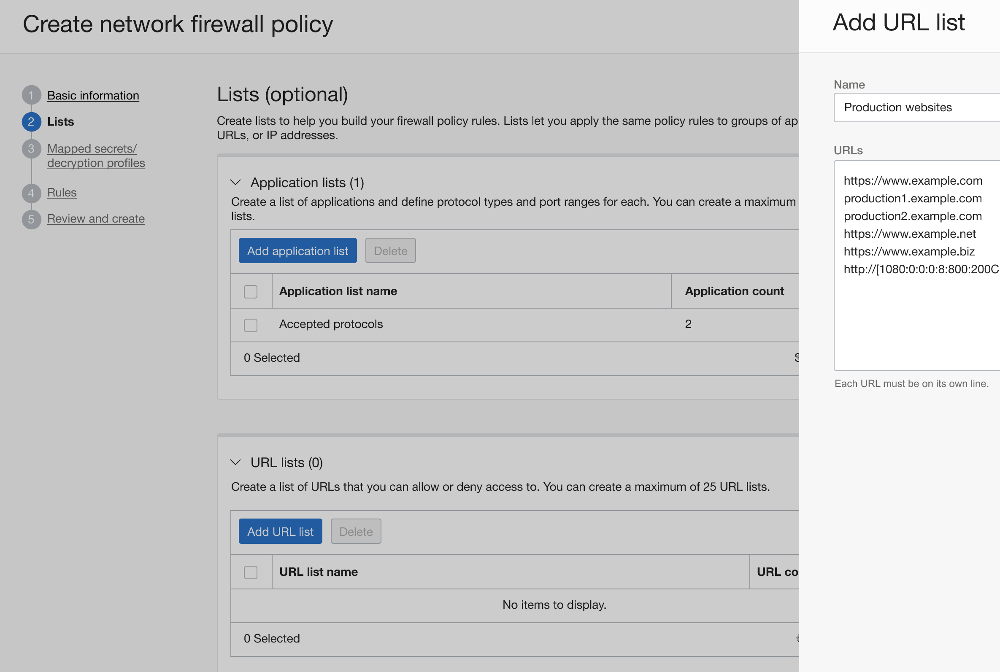 Create network firewall policy
1 Basic information
2 Lists
3 Mapped secrets/
decryption profiles
4 Rules
5 Review and create
Lists (optional)
Create lists to help you build your firewall policy rules. Lists let you apply the same policy rules to groups of
URLs, or IP addresses.
Application lists (1)
Create a list of applications and define protocol types and port ranges for each. You can create a maximum
lists.
Add application list Delete
Application list name Application count
Accepted protocols 2
0 Selected
URL lists (0)
Create a list of URLs that you can allow or deny access to. You can create a maximum of 25 URL lists.
Add URL list Delete
URL list name URL
No items to display.
0 Selected
Add URL list
Name
Production websites
URLs
https://www.example.com
production1.example.com
production2.example.com
https://www.example.net
https://www.example.biz
http://[1080:0:0:0:8:800:200C
Each URL must be on its own line.